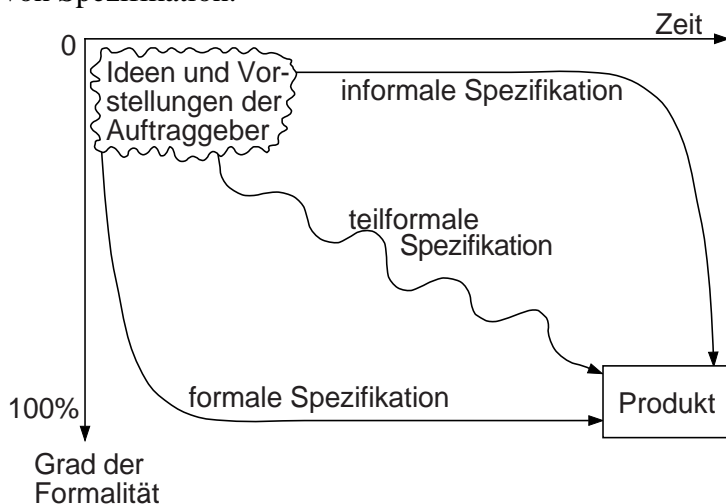 von Spezifikation.
0
Zeit
Ideen und Vor-
stellungen der
Auftraggeber
informale Spezifikation
teilformale
Spezifikation
formale Spezifikation
Produkt
100%
Grad der
Formalität